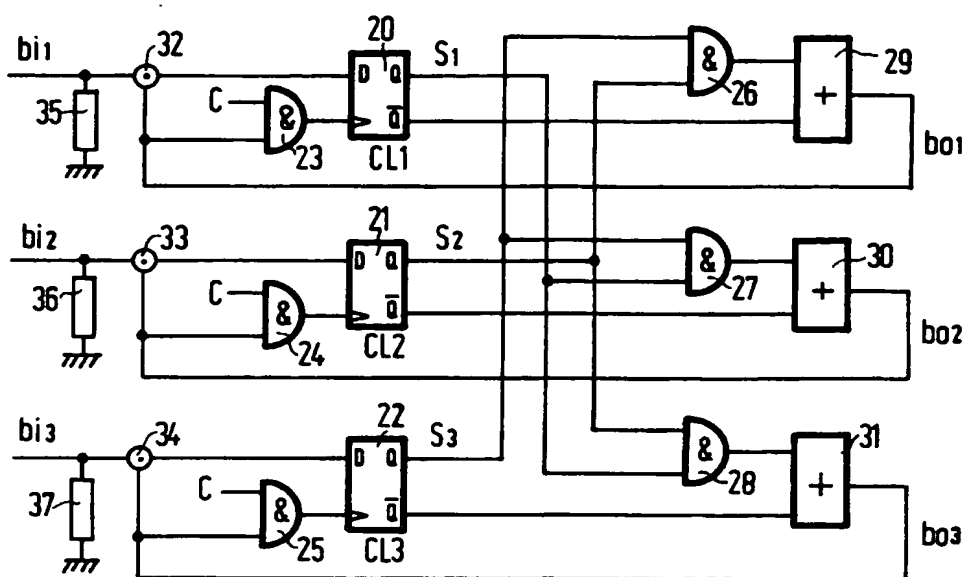 bi1 32 20 S1 29
D Q
C & 23 Q̅
35 CL1
& 26
+
bo1
bi2 33 21 S2 30
D Q
C & 24 Q̅
36 CL2
& 27
+
bo2
bi3 34 22 S3 31
D Q
C & 25 Q̅
37 CL3
& 28
+
bo3